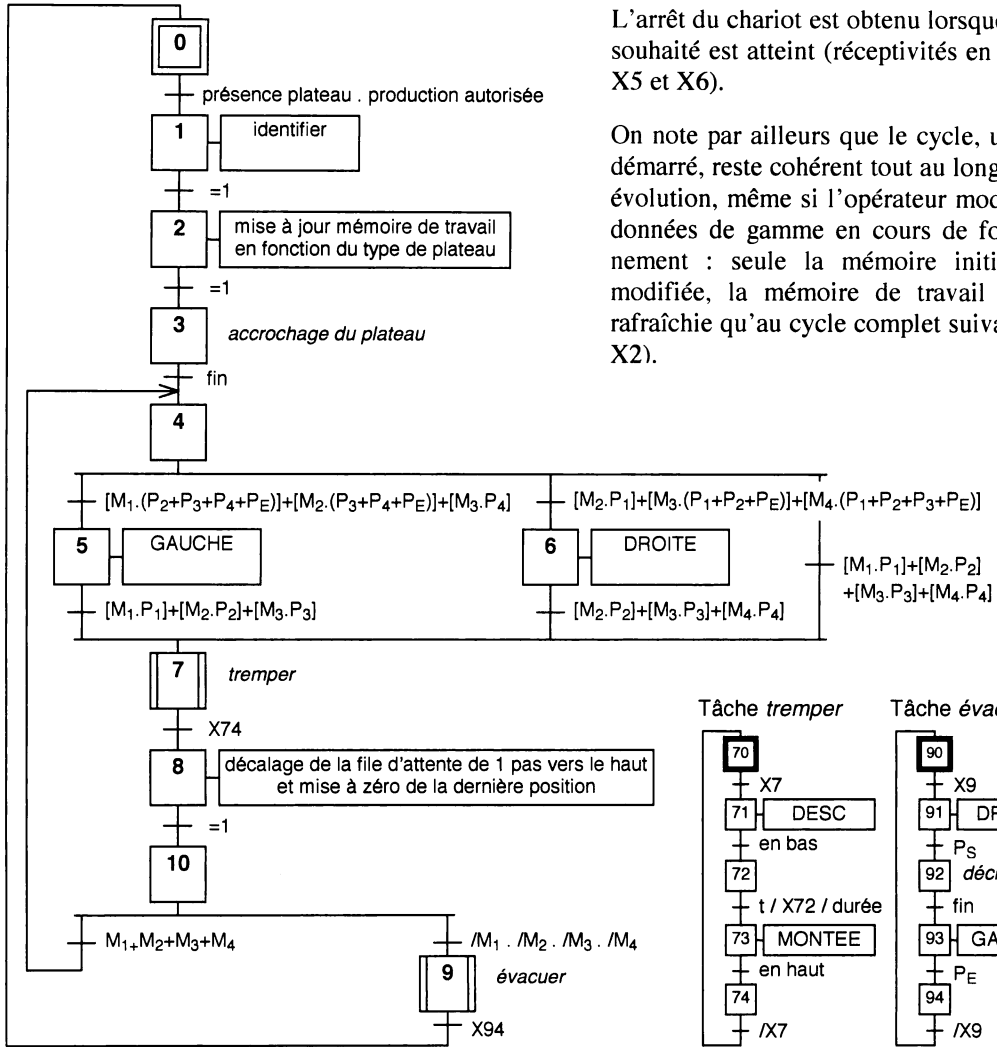 L'arrêt du chariot est obtenu lorsque
souhaité est atteint (réceptivités en
X5 et X6).
On note par ailleurs que le cycle, u
démarré, reste cohérent tout au long
évolution, même si l'opérateur mod
données de gamme en cours de fo
nement : seule la mémoire initi
modifiée, la mémoire de travail
rafraîchie qu'au cycle complet suiva
X2).
0
présence plateau . production autorisée
1 identifier
=1
2 mise à jour mémoire de travail
en fonction du type de plateau
=1
3 accrochage du plateau
fin
4
[M1.(P2+P3+P4+PE)]+[M2.(P3+P4+PE)]+[M3.P4]
[M2.P1]+[M3.(P1+P2+PE)]+[M4.(P1+P2+P3+PE)]
5 GAUCHE
6 DROITE
[M1.P1]+[M2.P2]
+[M3.P3]+[M4.P4]
[M1.P1]+[M2.P2]+[M3.P3]
[M2.P2]+[M3.P3]+[M4.P4]
7 tremper
X74
8 décalage de la file d'attente de 1 pas vers le haut
et mise à zéro de la dernière position
=1
10
M1+M2+M3+M4
/M1 . /M2 . /M3 . /M4
9 évacuer
X94
Tâche tremper
70
X7
71 DESC
en bas
72
t / X72 / durée
73 MONTEE
en haut
74
/X7
Tâche évac
90
X9
91 DR
PS
92 décr
fin
93 GA
PE
94
/X9